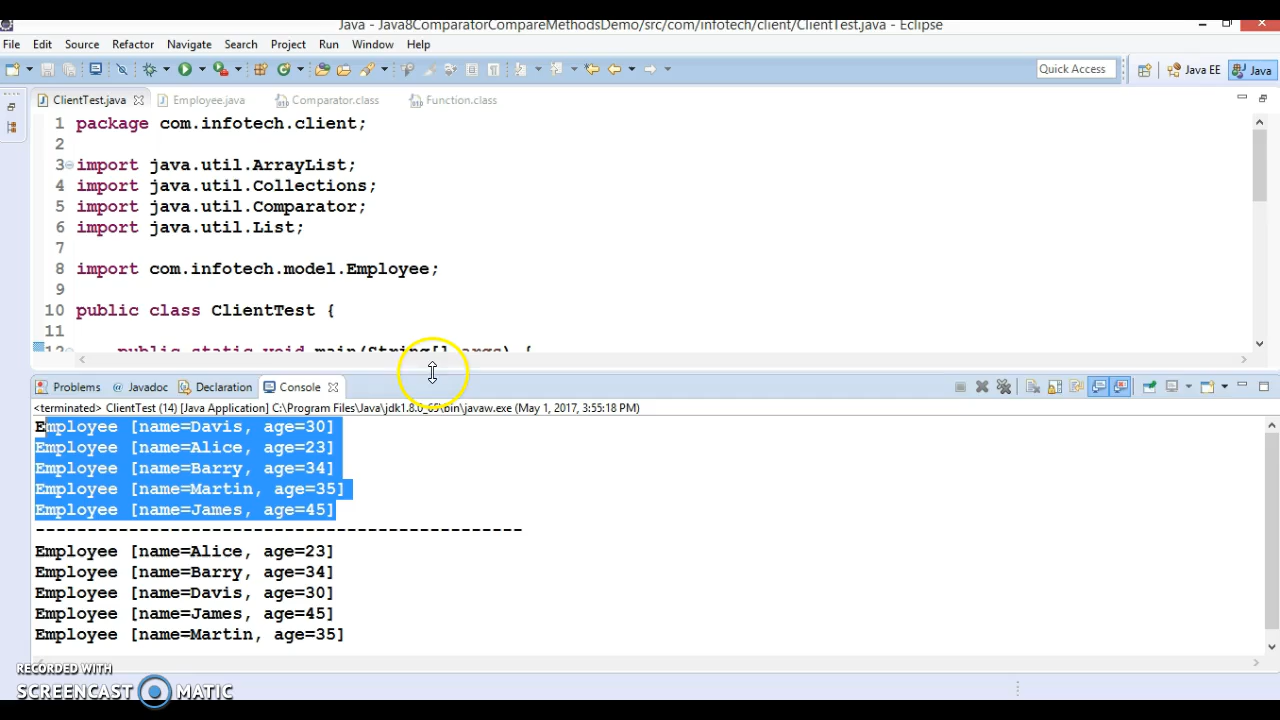 Java - Java8ComparatorCompareMethodsDemo/src/com/infotech/client/ClientTest.java - Eclipse
File Edit Source Refactor Navigate Search Project Run Window Help
Quick Access Java EE Java
ClientTest.java Employee.java Comparator.class Function.class
1 package com.infotech.client;
2
3 import java.util.ArrayList;
4 import java.util.Collections;
5 import java.util.Comparator;
6 import java.util.List;
7
8 import com.infotech.model.Employee;
9
10 public class ClientTest {
11
12 public static void main(String[] args) {
Problems @ Javadoc Declaration Console
<terminated> ClientTest (14) [Java Application] C:\Program Files\Java\jdk1.8.0_65\bin\javaw.exe (May 1, 2017, 3:55:18 PM)
Employee [name=Davis, age=30]
Employee [name=Alice, age=23]
Employee [name=Barry, age=34]
Employee [name=Martin, age=35]
Employee [name=James, age=45]
-----------------------------------------------
Employee [name=Alice, age=23]
Employee [name=Barry, age=34]
Employee [name=Davis, age=30]
Employee [name=James, age=45]
Employee [name=Martin, age=35]
RECORDED WITH
SCREENCAST MATIC